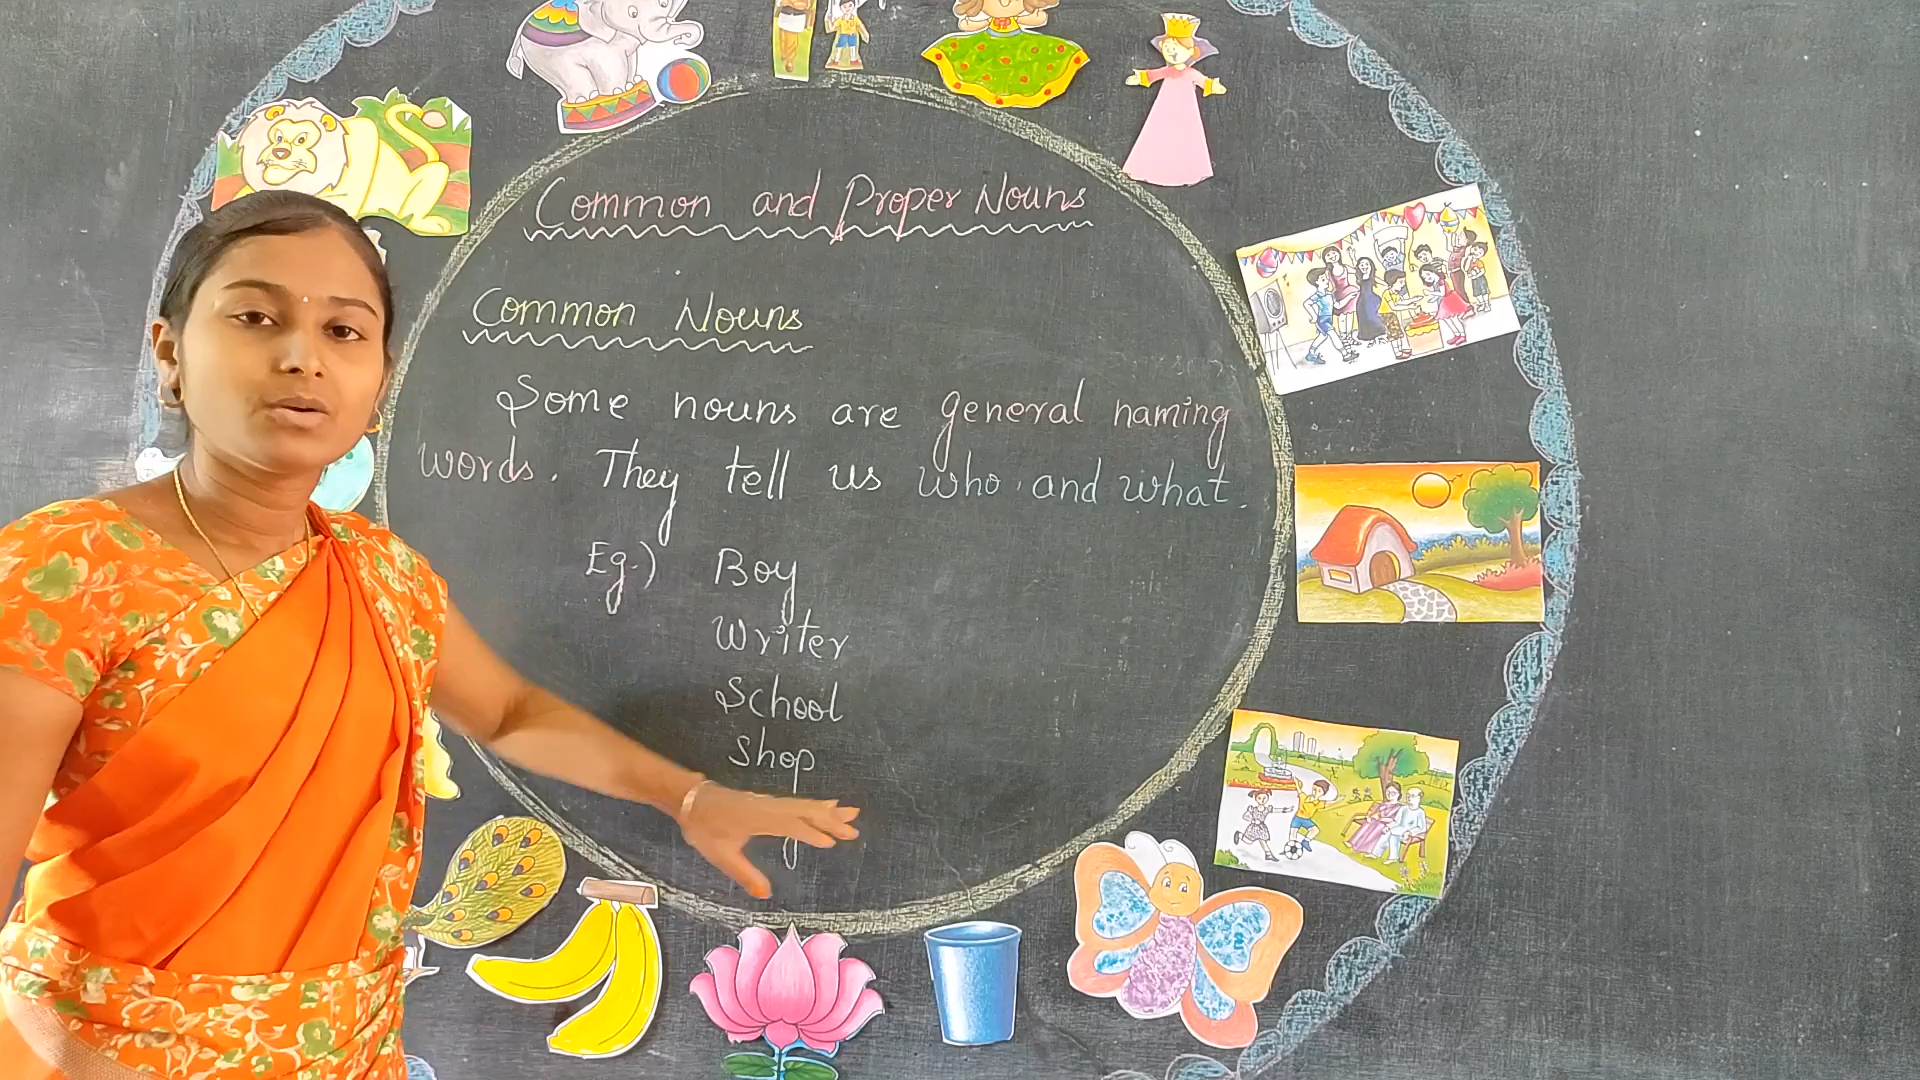 Common and Proper Nouns
Common Nouns
Some nouns are general naming
words. They tell us who and what.
Eg.) Boy
Writer
School
Shop